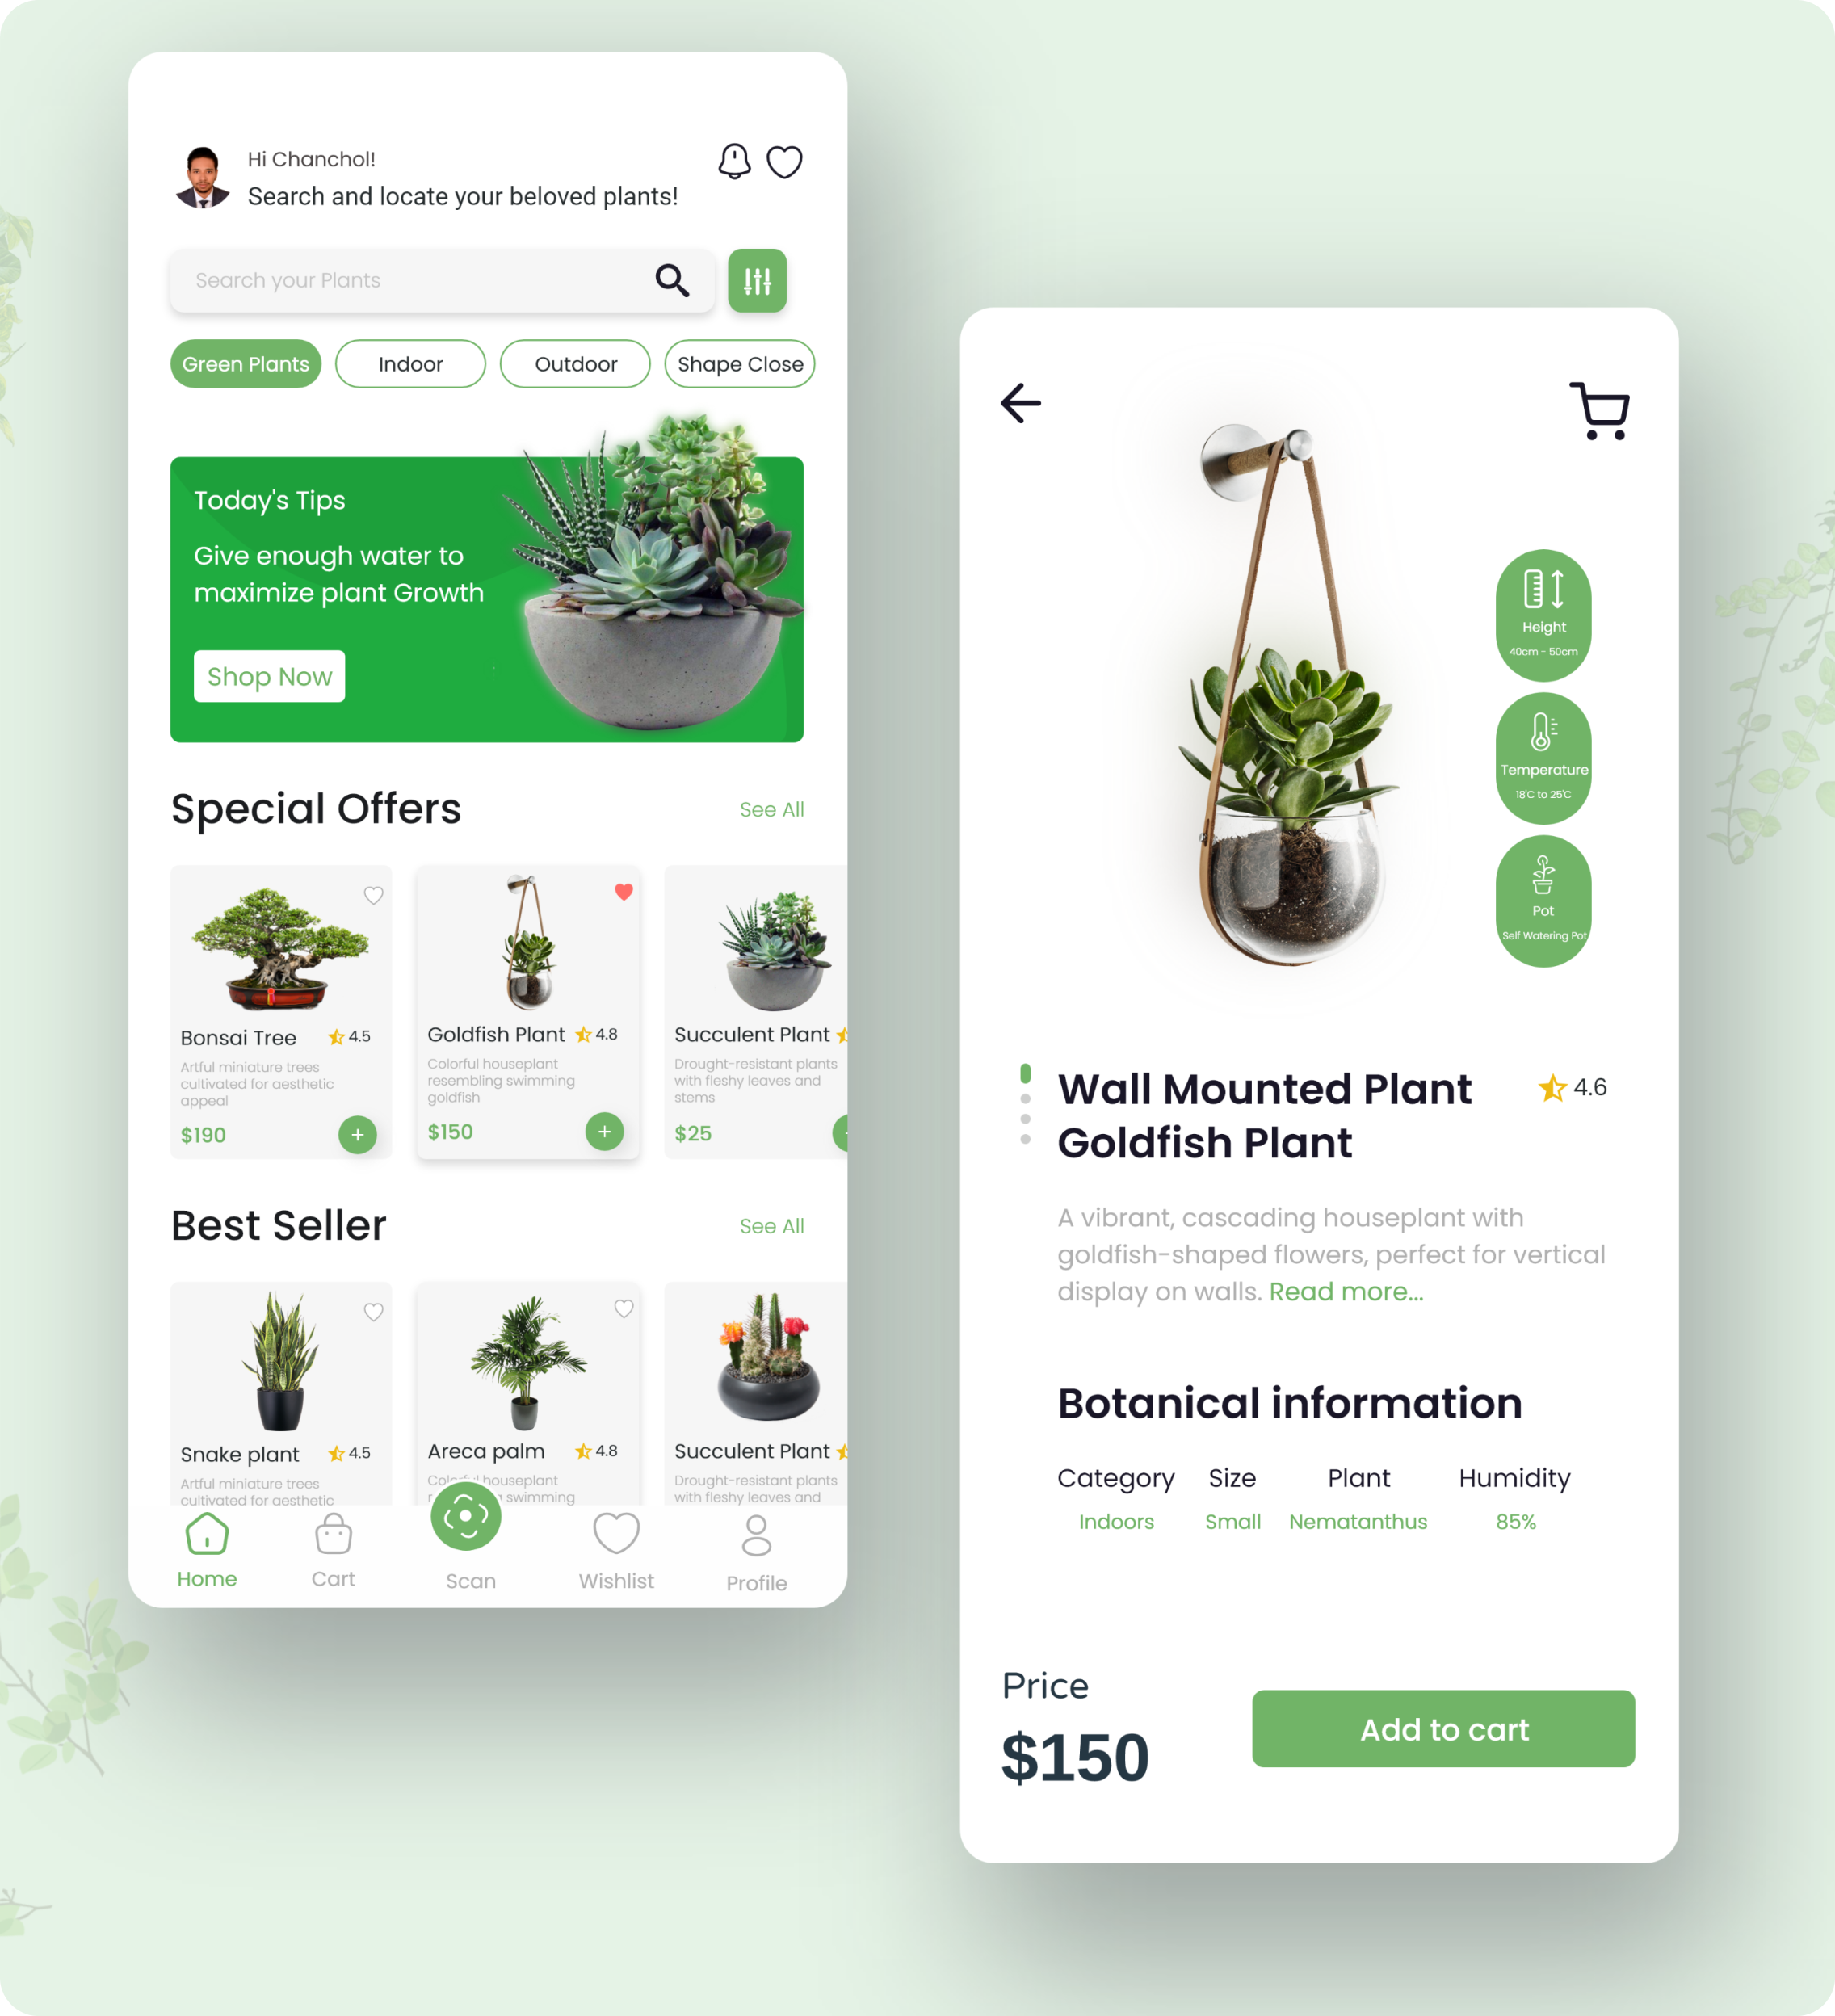 Hi Chanchol!
Search and locate your beloved plants!
Search your Plants
Green Plants
Indoor
Outdoor
Shape Close
Today's Tips
Give enough water to
maximize plant Growth
Shop Now
Special Offers
See All
Bonsai Tree
4.5
Artful miniature trees
cultivated for aesthetic
appeal
$190
+
Goldfish Plant
4.8
Colorful houseplant
resembling swimming
goldfish
$150
+
Succulent Plant
Drought-resistant plants
with fleshy leaves and
stems
$25
Best Seller
See All
Snake plant
4.5
Artful miniature trees
cultivated for aesthetic
Areca palm
4.8
houseplant
swimming
Succulent Plant
Drought-resistant plants
with fleshy leaves and
Home
Cart
Scan
Wishlist
Profile
Height
40cm - 50cm
Temperature
18'C to 25'C
Pot
Self Watering Pot
Wall Mounted Plant
Goldfish Plant
4.6
A vibrant, cascading houseplant with
goldfish-shaped flowers, perfect for vertical
display on walls. Read more...
Botanical information
Category
Size
Plant
Humidity
Indoors
Small
Nematanthus
85%
Price
$150
Add to cart